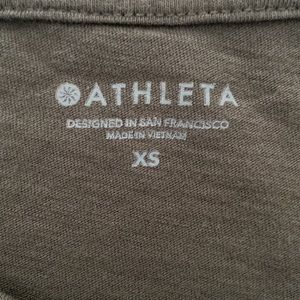 ATHLETA
DESIGNED IN SAN FRANCISCO
MADE IN VIETNAM
XS